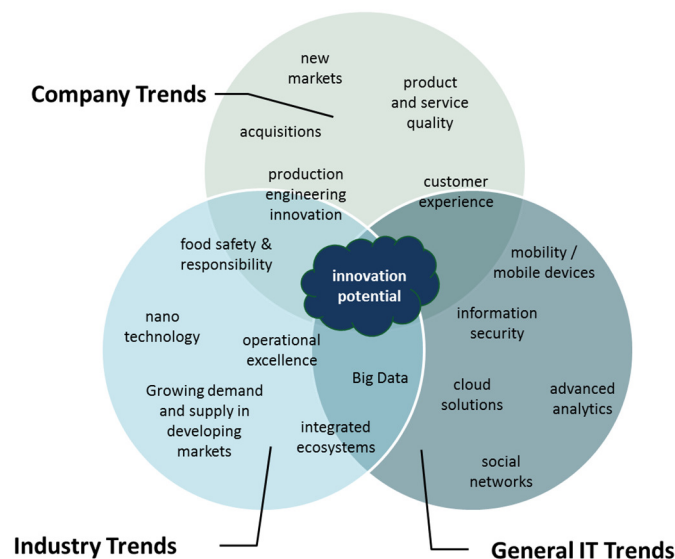 new
markets
Company Trends
product
and service
quality
acquisitions
production
engineering
innovation
customer
experience
food safety &
responsibility
mobility /
mobile devices
innovation
potential
nano
technology
information
security
operational
excellence
Big Data
Growing demand
and supply in
developing
markets
cloud
solutions
advanced
analytics
integrated
ecosystems
social
networks
Industry Trends
General IT Trends